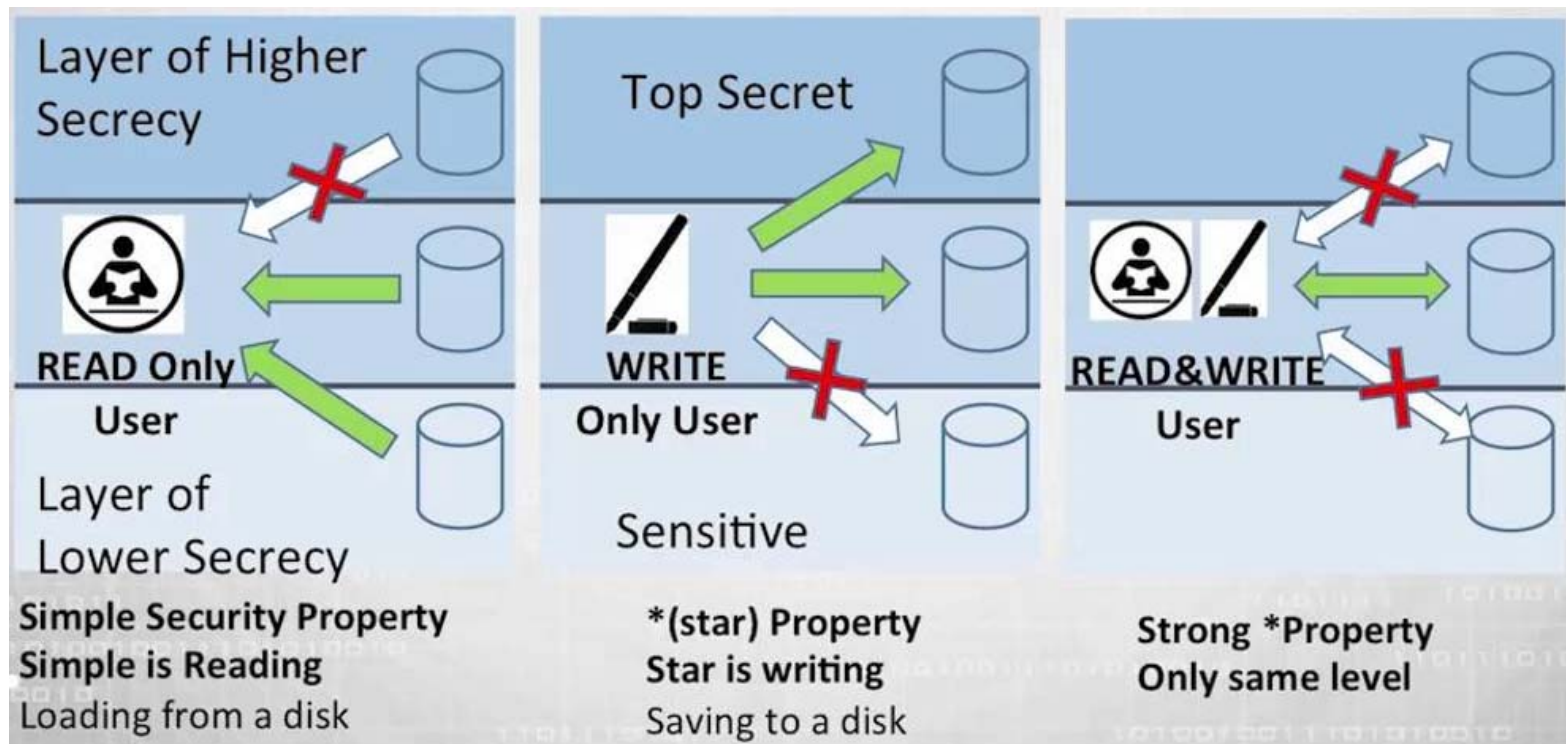 Layer of Higher
Secrecy
READ Only
User
Layer of
Lower Secrecy
Simple Security Property
Simple is Reading
Loading from a disk
Top Secret
WRITE
Only User
Sensitive
*(star) Property
Star is writing
Saving to a disk
READ&WRITE
User
Strong *Property
Only same level